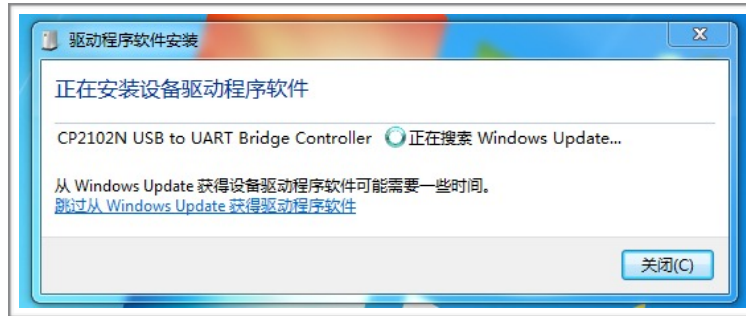 驱动程序软件安装
正在安装设备驱动程序软件
CP2102N USB to UART Bridge Controller 正在搜索 Windows Update...
从 Windows Update 获得设备驱动程序软件可能需要一些时间。
跳过从 Windows Update 获得驱动程序软件
关闭(C)